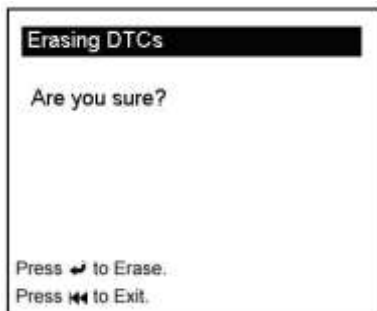 Erasing DTCs
Are you sure?
Press ↵ to Erase.
Press ⏮ to Exit.